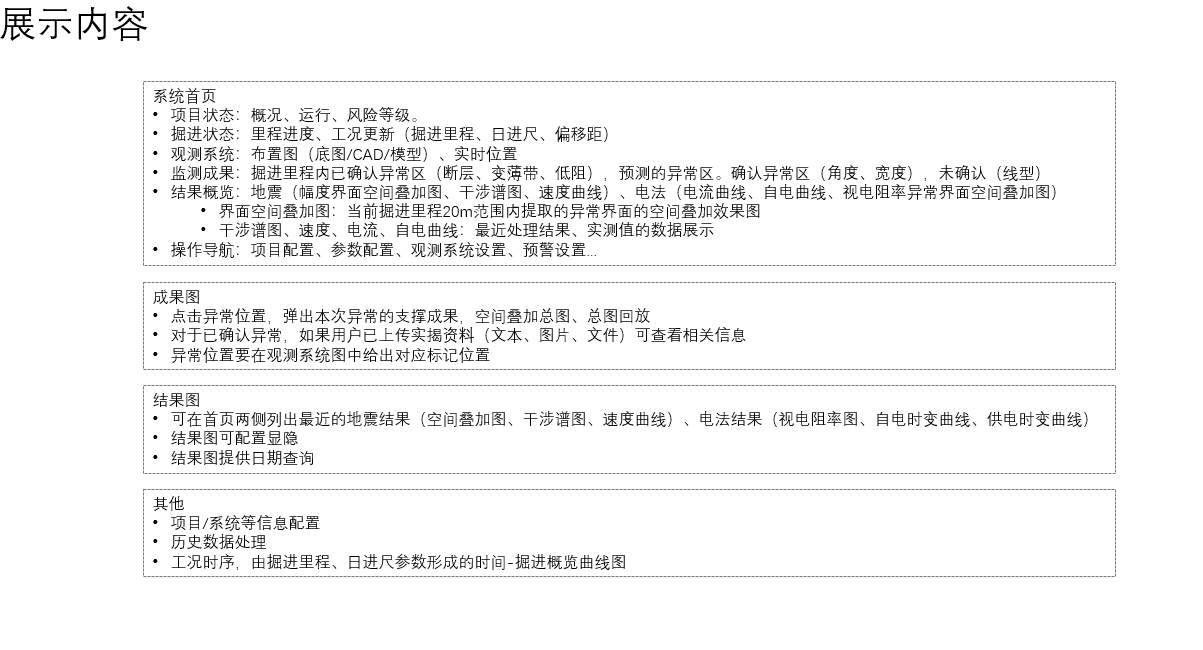 展示内容
系统首页
• 项目状态：概况、运行、风险等级。
• 掘进状态：里程进度、工况更新（掘进里程、日进尺、偏移距）
• 观测系统：布置图（底图/CAD/模型）、实时位置
• 监测成果：掘进里程内已确认异常区（断层、变薄带、低阻），预测的异常区。确认异常区（角度、宽度），未确认（线型）
• 结果概览：地震（幅度界面空间叠加图、干涉谱图、速度曲线）、电法（电流曲线、自电曲线、视电阻率异常界面空间叠加图）
• 界面空间叠加图：当前掘进里程20m范围内提取的异常界面的空间叠加效果图
• 干涉谱图、速度、电流、自电曲线：最近处理结果、实测值的数据展示
• 操作导航：项目配置、参数配置、观测系统设置、预警设置...
成果图
• 点击异常位置，弹出本次异常的支撑成果，空间叠加总图、总图回放
• 对于已确认异常，如果用户已上传实揭资料（文本、图片、文件）可查看相关信息
• 异常位置要在观测系统图中给出对应标记位置
结果图
• 可在首页两侧列出最近的地震结果（空间叠加图、干涉谱图、速度曲线）、电法结果（视电阻率图、自电时变曲线、供电时变曲线）
• 结果图可配置显隐
• 结果图提供日期查询
其他
• 项目/系统等信息配置
• 历史数据处理
• 工况时序，由掘进里程、日进尺参数形成的时间-掘进概览曲线图